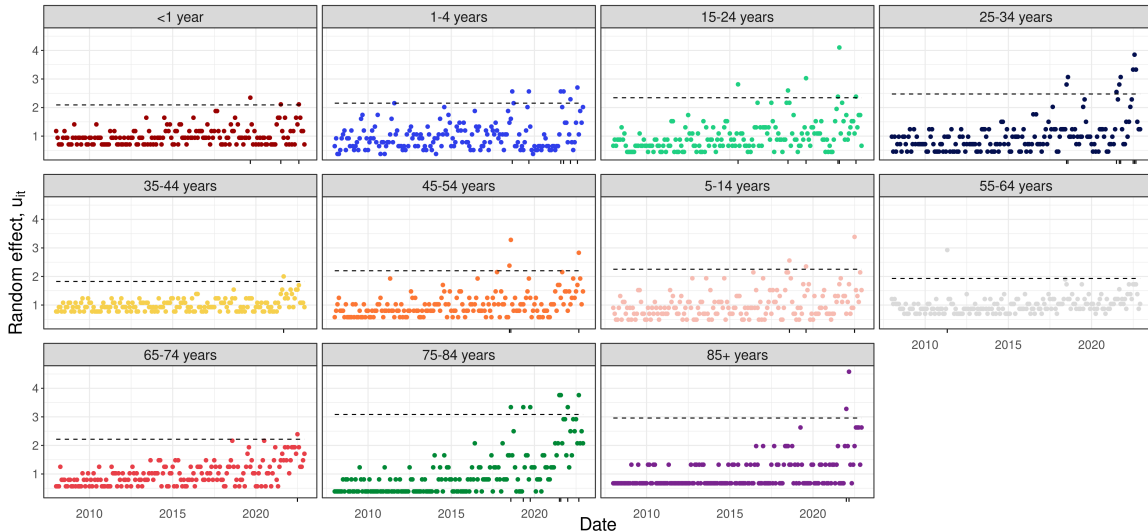 <1 year
1-4 years
15-24 years
25-34 years
4
3
2
1
35-44 years
45-54 years
5-14 years
55-64 years
4
3
2
1
2010
2015
2020
65-74 years
75-84 years
85+ years
4
3
2
1
2010
2015
2020
2010
2015
2020
2010
2015
2020
Date
Random effect, uit